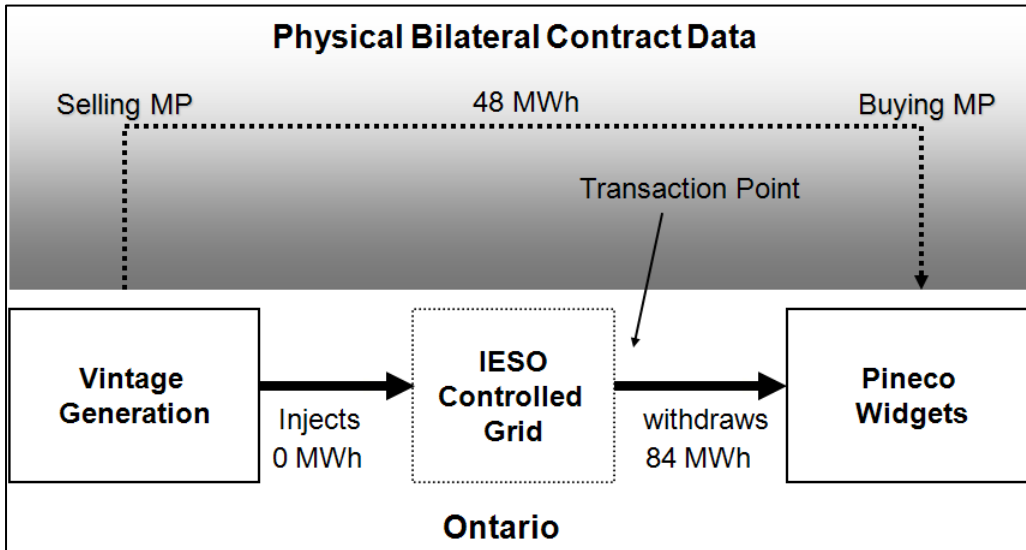 Physical Bilateral Contract Data
Selling MP
48 MWh
Buying MP
Transaction Point
Vintage
Generation
Injects
0 MWh
IESO
Controlled
Grid
withdraws
84 MWh
Pineco
Widgets
Ontario